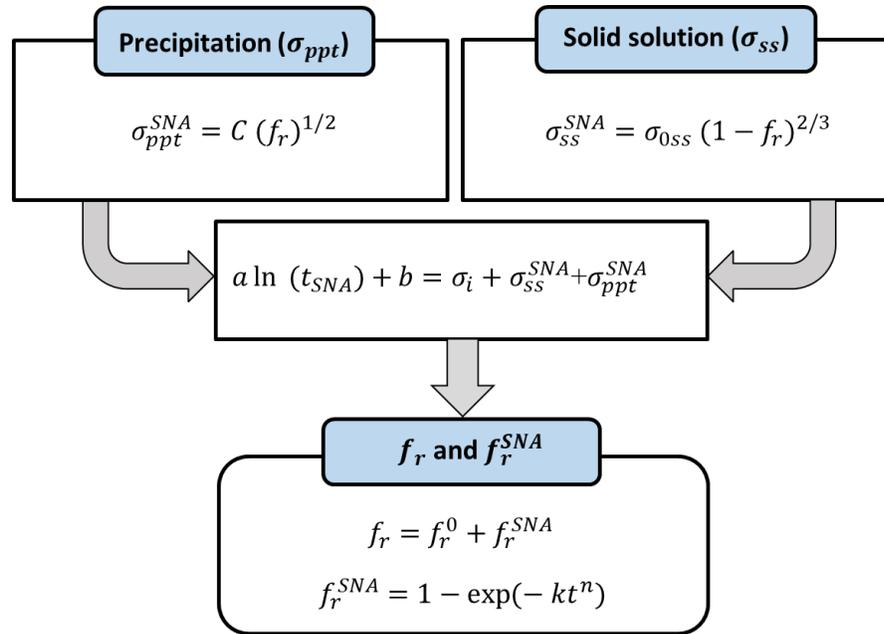 Precipitation (σ_ppt)
σ_ppt^SNA = C (f_r)^1/2
Solid solution (σ_ss)
σ_ss^SNA = σ_0ss (1 − f_r)^2/3
a ln (t_SNA) + b = σ_i + σ_ss^SNA+σ_ppt^SNA
f_r and f_r^SNA
f_r = f_r^0 + f_r^SNA
f_r^SNA = 1 − exp(− kt^n)